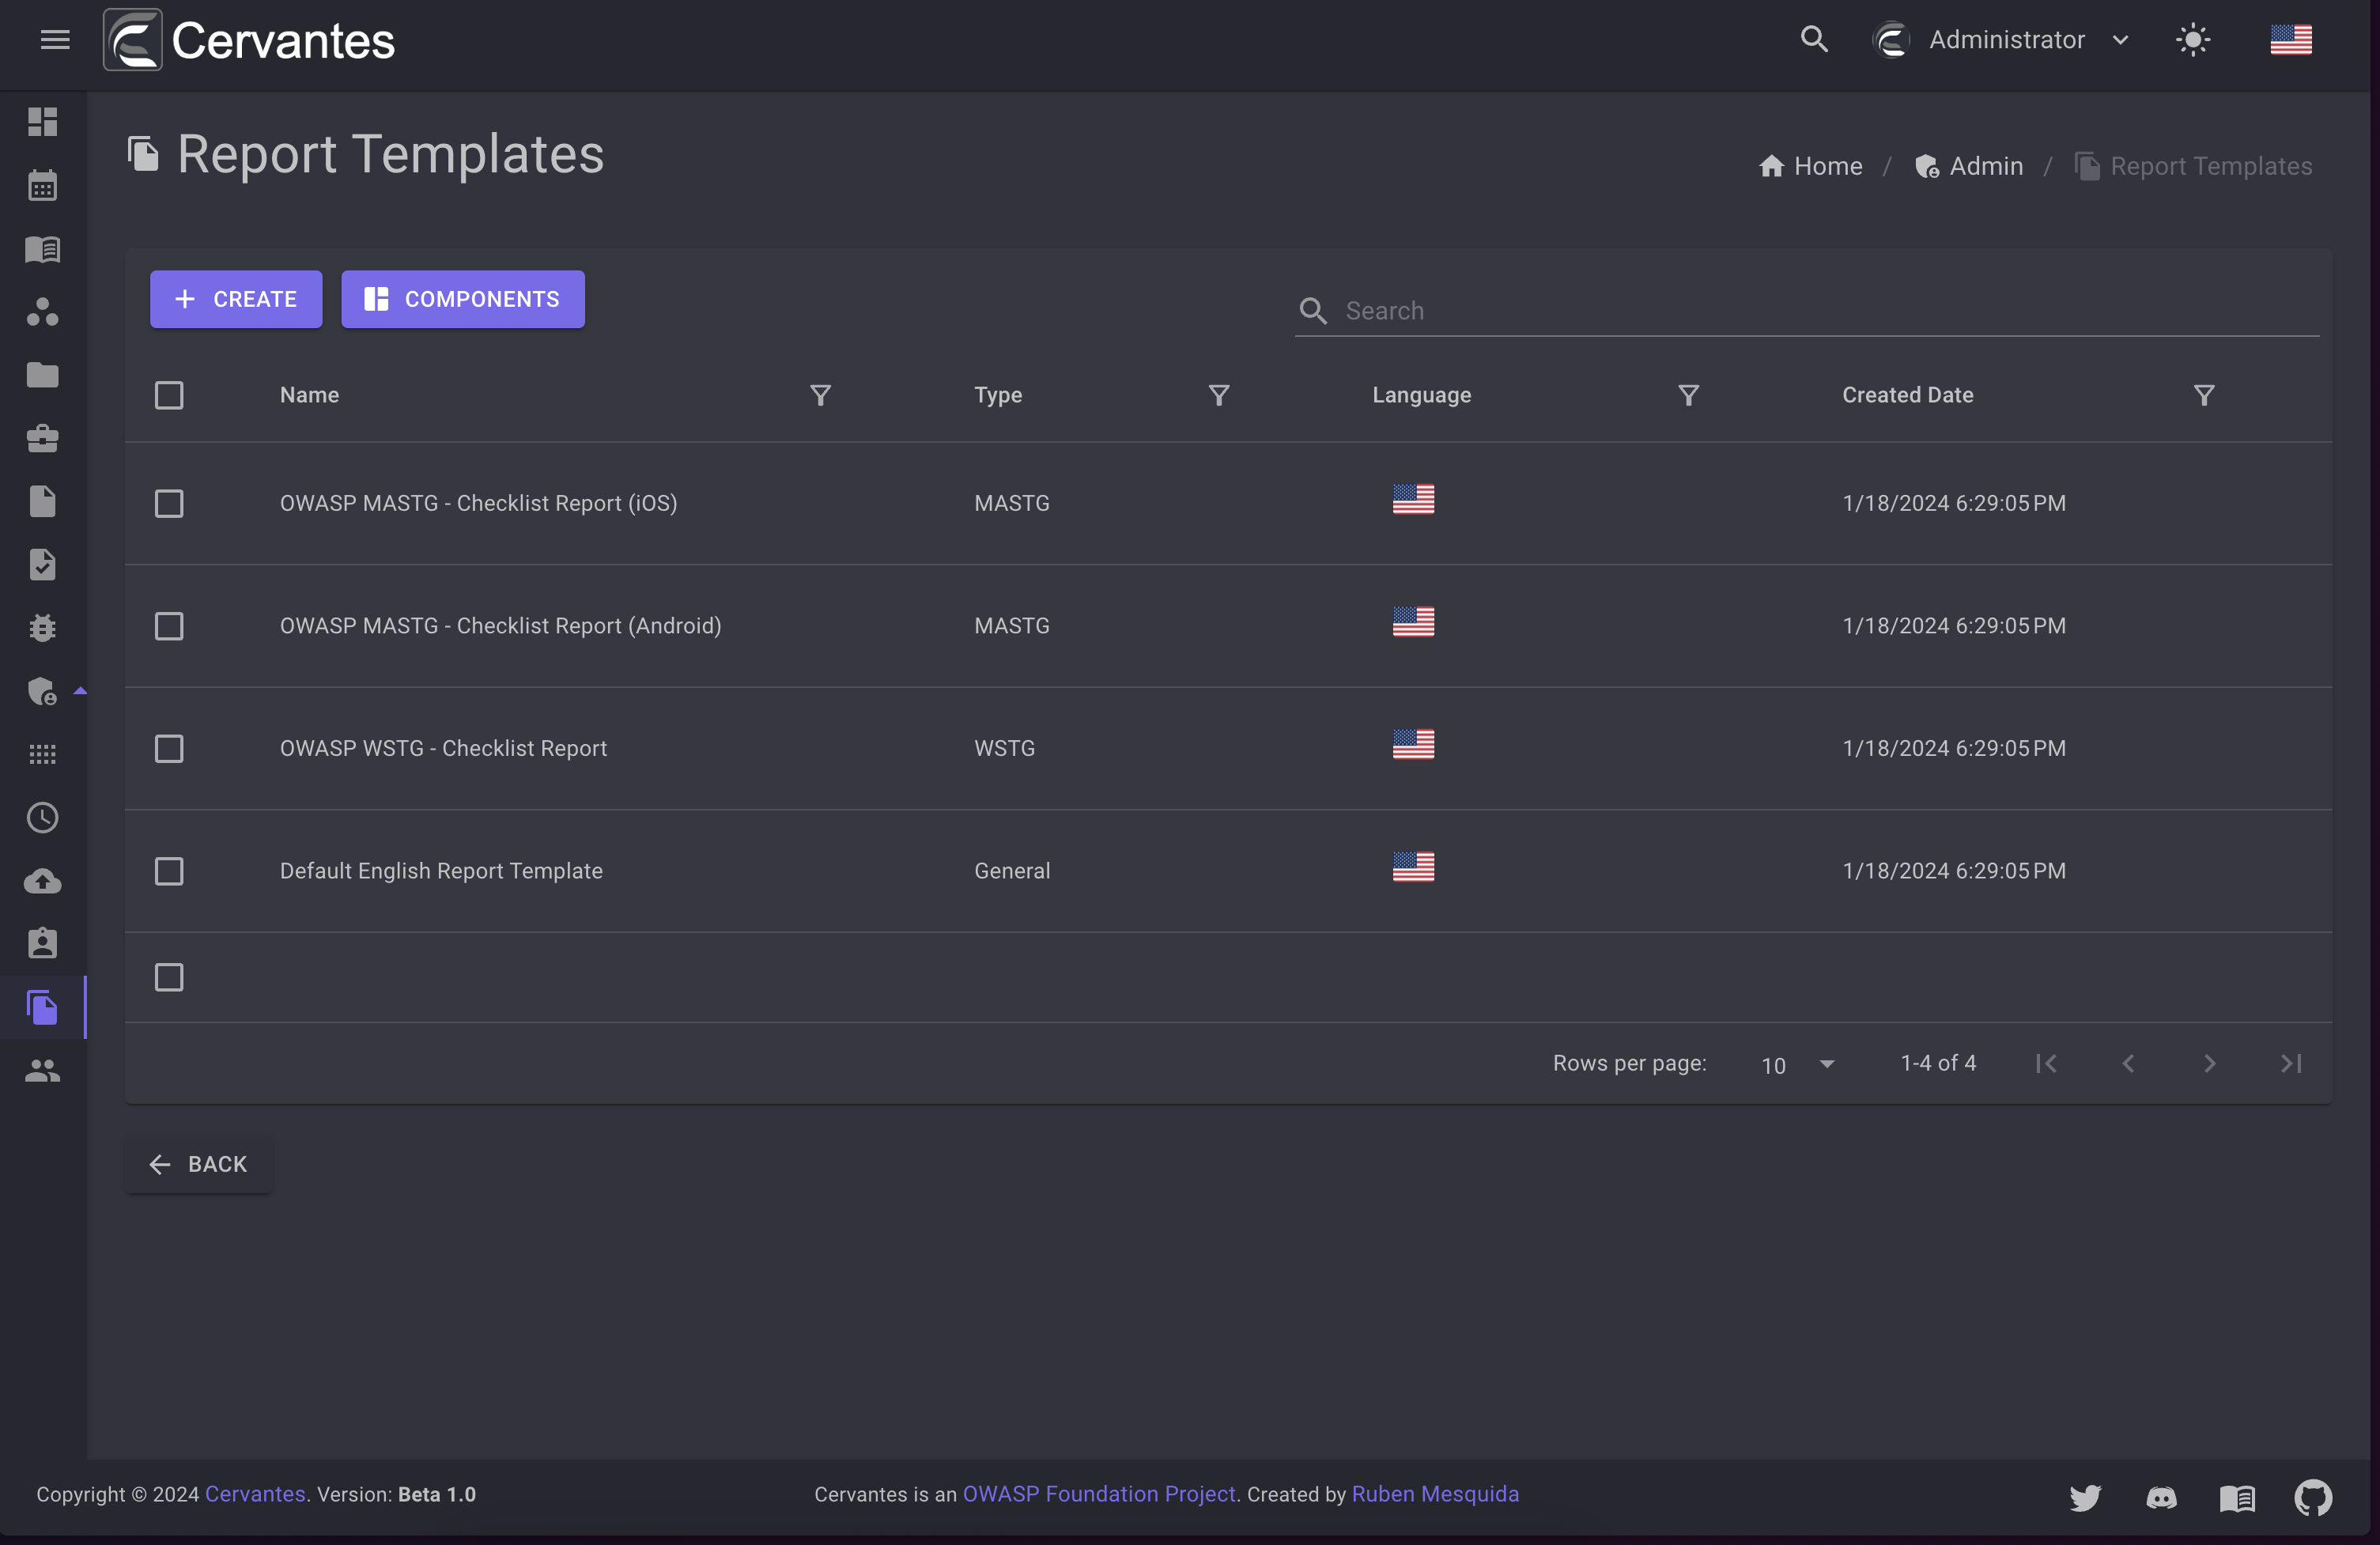 Cervantes
Administrator
Report Templates
Home / Admin / Report Templates
CREATE
COMPONENTS
Search
Name Type Language Created Date
OWASP MASTG - Checklist Report (iOS) MASTG 1/18/2024 6:29:05 PM
OWASP MASTG - Checklist Report (Android) MASTG 1/18/2024 6:29:05 PM
OWASP WSTG - Checklist Report WSTG 1/18/2024 6:29:05 PM
Default English Report Template General 1/18/2024 6:29:05 PM
Rows per page: 10 1-4 of 4
BACK
Copyright © 2024 Cervantes. Version: Beta 1.0
Cervantes is an OWASP Foundation Project. Created by Ruben Mesquida